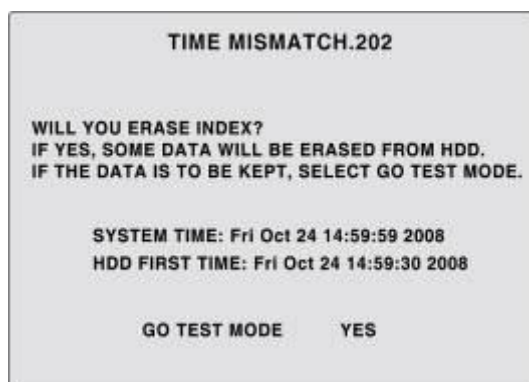 TIME MISMATCH.202
WILL YOU ERASE INDEX?
IF YES, SOME DATA WILL BE ERASED FROM HDD.
IF THE DATA IS TO BE KEPT, SELECT GO TEST MODE.
SYSTEM TIME: Fri Oct 24 14:59:59 2008
HDD FIRST TIME: Fri Oct 24 14:59:30 2008
GO TEST MODE YES